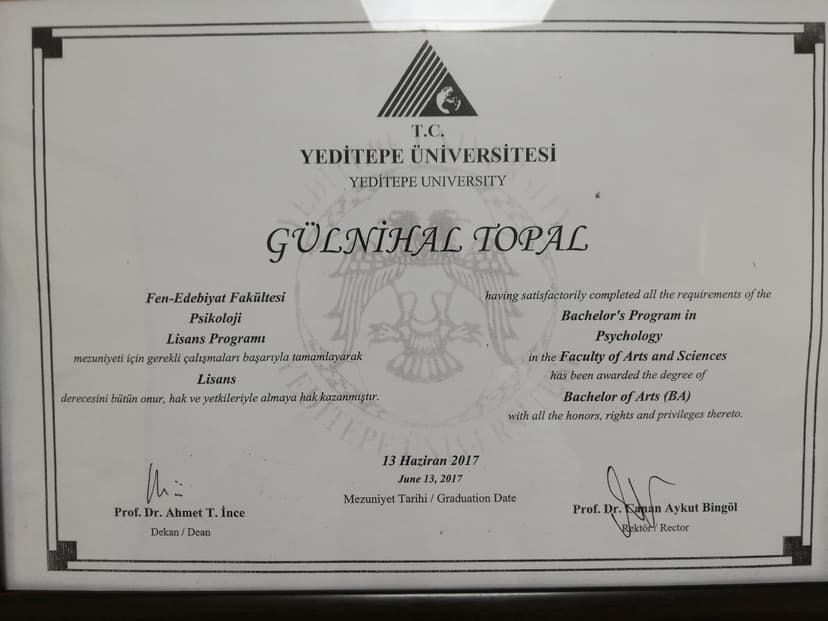 T.C.
YEDİTEPE ÜNİVERSİTESİ
YEDİTEPE UNIVERSITY
GÜLNİHAL TOPAL
Fen-Edebiyat Fakültesi
Psikoloji
Lisans Programı
mezuniyeti için gerekli çalışmaları başarıyla tamamlayarak
Lisans
derecesini bütün onur, hak ve yetkileriyle almaya hak kazanmıştır.
having satisfactorily completed all the requirements of the
Bachelor's Program in
Psychology
in the Faculty of Arts and Sciences
has been awarded the degree of
Bachelor of Arts (BA)
with all the honors, rights and privileges thereto.
13 Haziran 2017
June 13, 2017
Mezuniyet Tarihi / Graduation Date
Prof. Dr. Ahmet T. İnce
Dekan / Dean
Prof. Dr. Canan Aykut Bingöl
Rektör / Rector